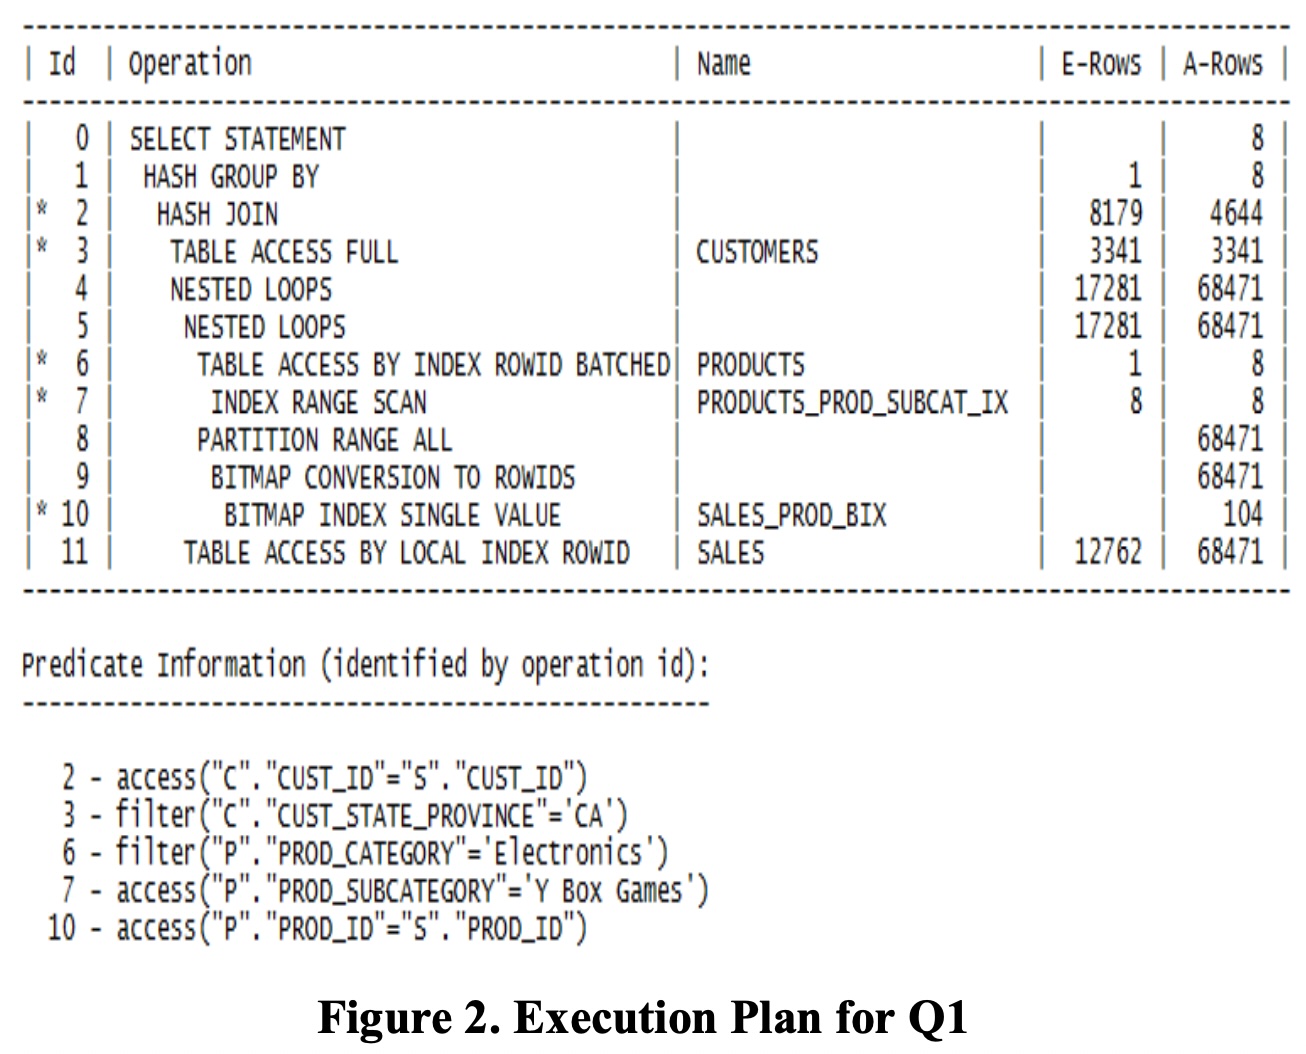 --------------------------------------------------------------------------------------------
| Id  | Operation                               | Name                     | E-Rows | A-Rows |
--------------------------------------------------------------------------------------------
|   0 | SELECT STATEMENT                        |                          |        |      8 |
|   1 |  HASH GROUP BY                          |                          |      1 |      8 |
|*  2 |   HASH JOIN                             |                          |   8179 |   4644 |
|*  3 |    TABLE ACCESS FULL                    | CUSTOMERS                |   3341 |   3341 |
|   4 |    NESTED LOOPS                         |                          |  17281 |  68471 |
|   5 |     NESTED LOOPS                        |                          |  17281 |  68471 |
|*  6 |      TABLE ACCESS BY INDEX ROWID BATCHED| PRODUCTS                 |      1 |      8 |
|*  7 |       INDEX RANGE SCAN                  | PRODUCTS_PROD_SUBCAT_IX  |      8 |      8 |
|   8 |      PARTITION RANGE ALL                |                          |        |  68471 |
|   9 |       BITMAP CONVERSION TO ROWIDS       |                          |        |  68471 |
|* 10 |        BITMAP INDEX SINGLE VALUE        | SALES_PROD_BIX           |        |    104 |
|  11 |     TABLE ACCESS BY LOCAL INDEX ROWID   | SALES                    |  12762 |  68471 |
--------------------------------------------------------------------------------------------
Predicate Information (identified by operation id):
---------------------------------------------------
2 - access("C"."CUST_ID"="S"."CUST_ID")
3 - filter("C"."CUST_STATE_PROVINCE"='CA')
6 - filter("P"."PROD_CATEGORY"='Electronics')
7 - access("P"."PROD_SUBCATEGORY"='Y Box Games')
10 - access("P"."PROD_ID"="S"."PROD_ID")
Figure 2. Execution Plan for Q1